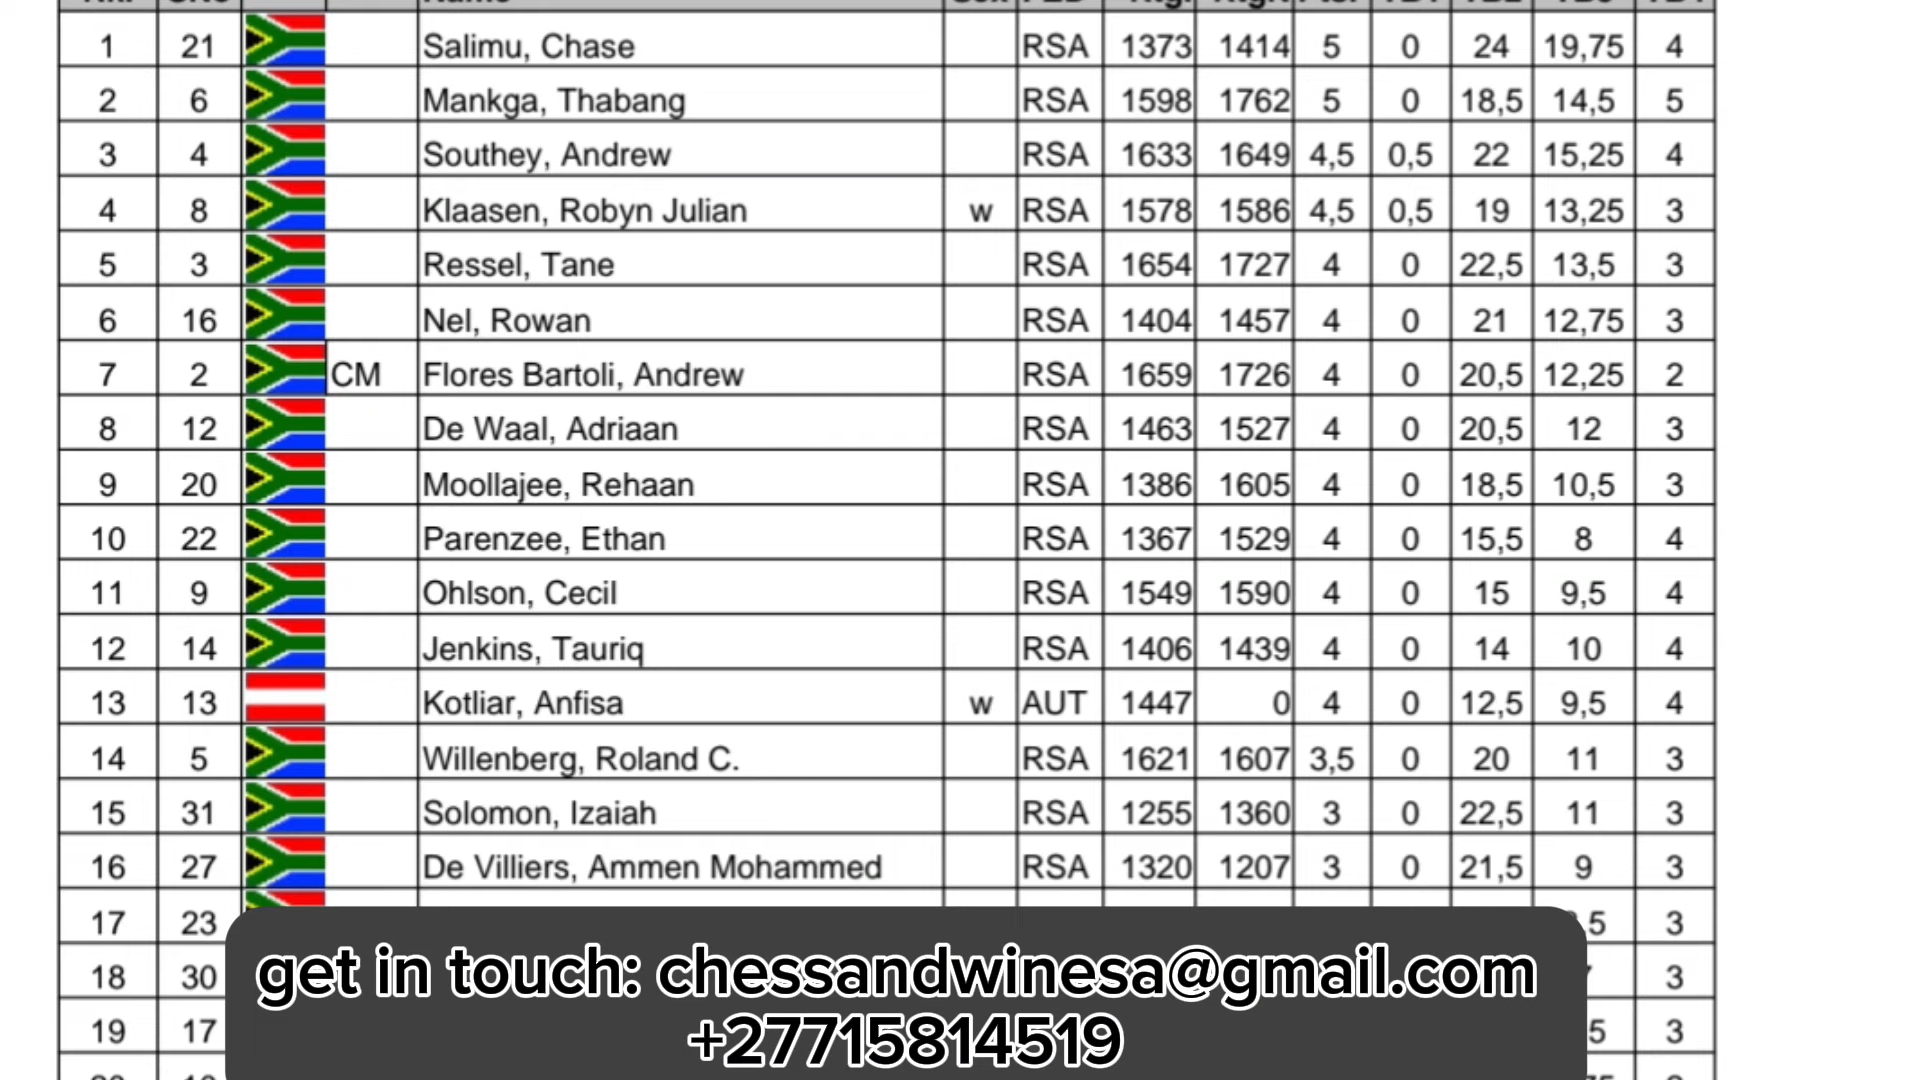 Name
1 21 Salimu, Chase RSA 1373 1414 5 0 24 19,75 4
2 6 Mankga, Thabang RSA 1598 1762 5 0 18,5 14,5 5
3 4 Southey, Andrew RSA 1633 1649 4,5 0,5 22 15,25 4
4 8 Klaasen, Robyn Julian w RSA 1578 1586 4,5 0,5 19 13,25 3
5 3 Ressel, Tane RSA 1654 1727 4 0 22,5 13,5 3
6 16 Nel, Rowan RSA 1404 1457 4 0 21 12,75 3
7 2 CM Flores Bartoli, Andrew RSA 1659 1726 4 0 20,5 12,25 2
8 12 De Waal, Adriaan RSA 1463 1527 4 0 20,5 12 3
9 20 Moollajee, Rehaan RSA 1386 1605 4 0 18,5 10,5 3
10 22 Parenzee, Ethan RSA 1367 1529 4 0 15,5 8 4
11 9 Ohlson, Cecil RSA 1549 1590 4 0 15 9,5 4
12 14 Jenkins, Tauriq RSA 1406 1439 4 0 14 10 4
13 13 Kotliar, Anfisa w AUT 1447 0 4 0 12,5 9,5 4
14 5 Willenberg, Roland C. RSA 1621 1607 3,5 0 20 11 3
15 31 Solomon, Izaiah RSA 1255 1360 3 0 22,5 11 3
16 27 De Villiers, Ammen Mohammed RSA 1320 1207 3 0 21,5 9 3
17 23 3
18 30 3
19 17 3
get in touch: chessandwinesa@gmail.com
+27715814519